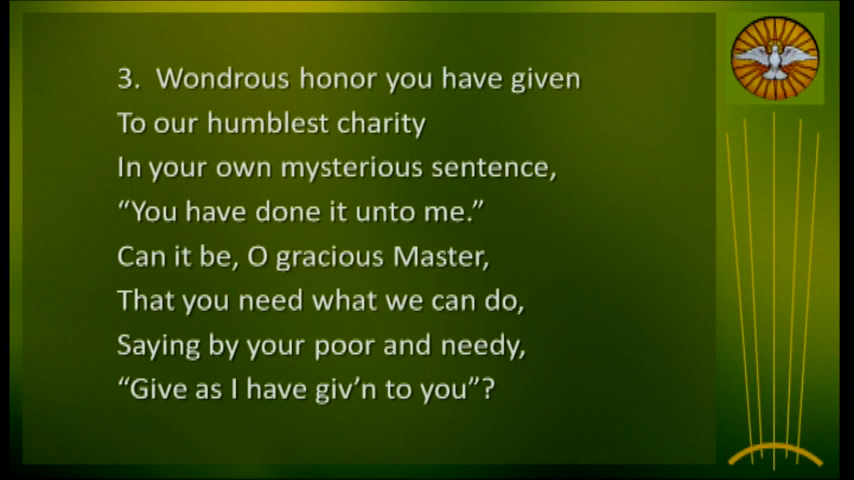 3. Wondrous honor you have given
To our humblest charity
In your own mysterious sentence,
“You have done it unto me.”
Can it be, O gracious Master,
That you need what we can do,
Saying by your poor and needy,
“Give as I have giv’n to you”?